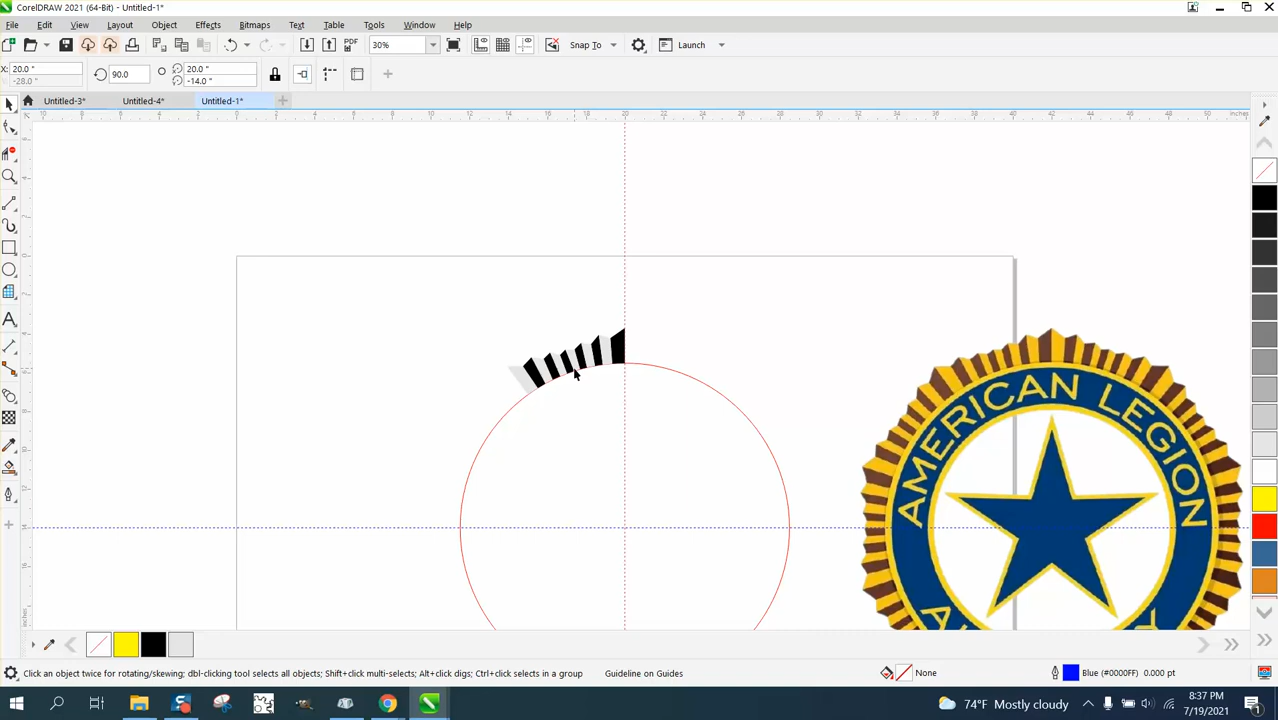 CorelDRAW 2021 (64-Bit) - Untitled-1*
File Edit View Layout Object Effects Bitmaps Text Table Tools Window Help
PDF 30% Snap To Launch
X: 20.0 " 90.0 20.0 "
-28.0 " -14.0 "
Untitled-3* Untitled-4* Untitled-1*
AMERICAN LEGION
Click an object twice for rotating/skewing; dbl-clicking tool selects all objects; Shift+click multi-selects; Alt+click digs; Ctrl+click selects in a group Guideline on Guides None Blue (#0000FF) 0.000 pt
74°F Mostly cloudy 8:37 PM
7/19/2021